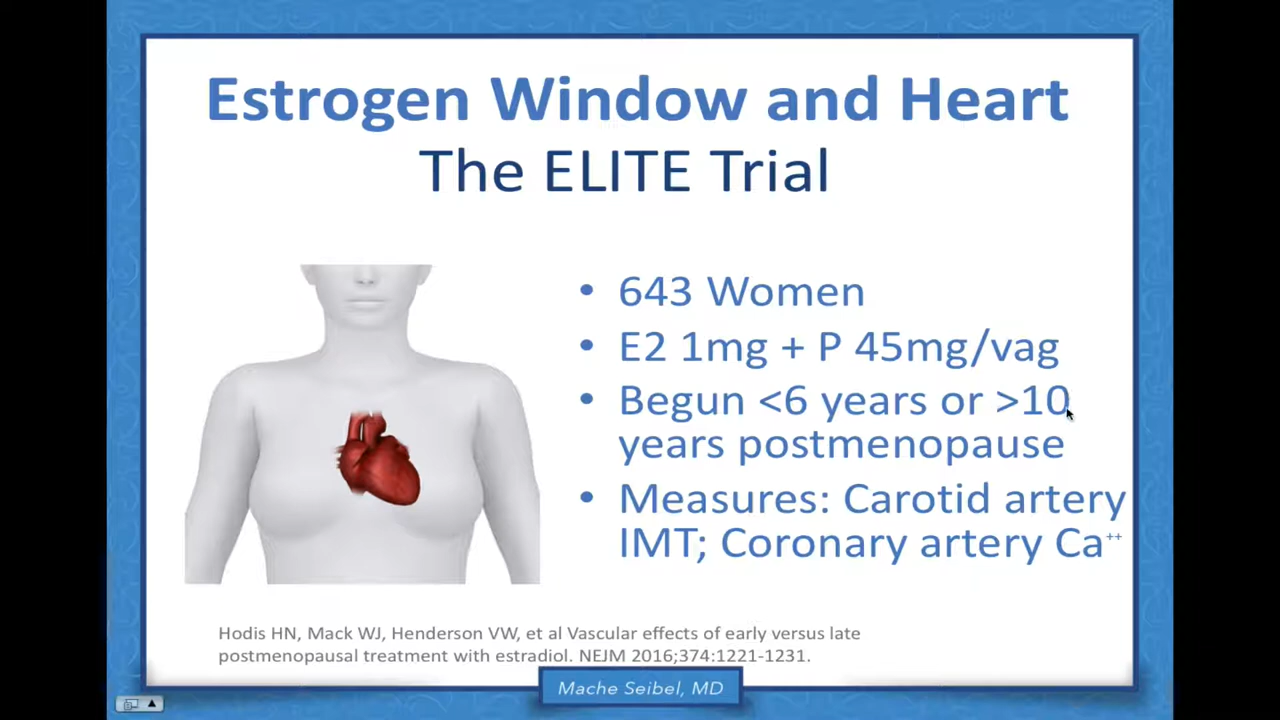 Estrogen Window and Heart
The ELITE Trial
• 643 Women
• E2 1mg + P 45mg/vag
• Begun <6 years or >10
years postmenopause
• Measures: Carotid artery
IMT; Coronary artery Ca⁺⁺
Hodis HN, Mack WJ, Henderson VW, et al Vascular effects of early versus late
postmenopausal treatment with estradiol. NEJM 2016;374:1221-1231.
Mache Seibel, MD